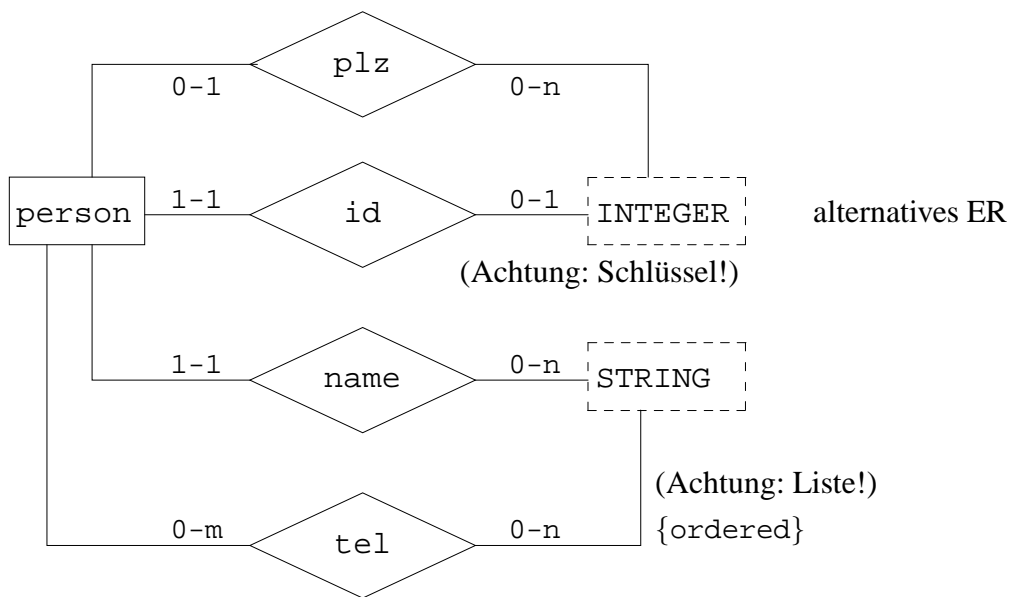 plz
0-1 0-n
person 1-1 id 0-1 INTEGER alternatives ER
(Achtung: Schlüssel!)
1-1 name 0-n STRING
(Achtung: Liste!)
0-m tel 0-n {ordered}